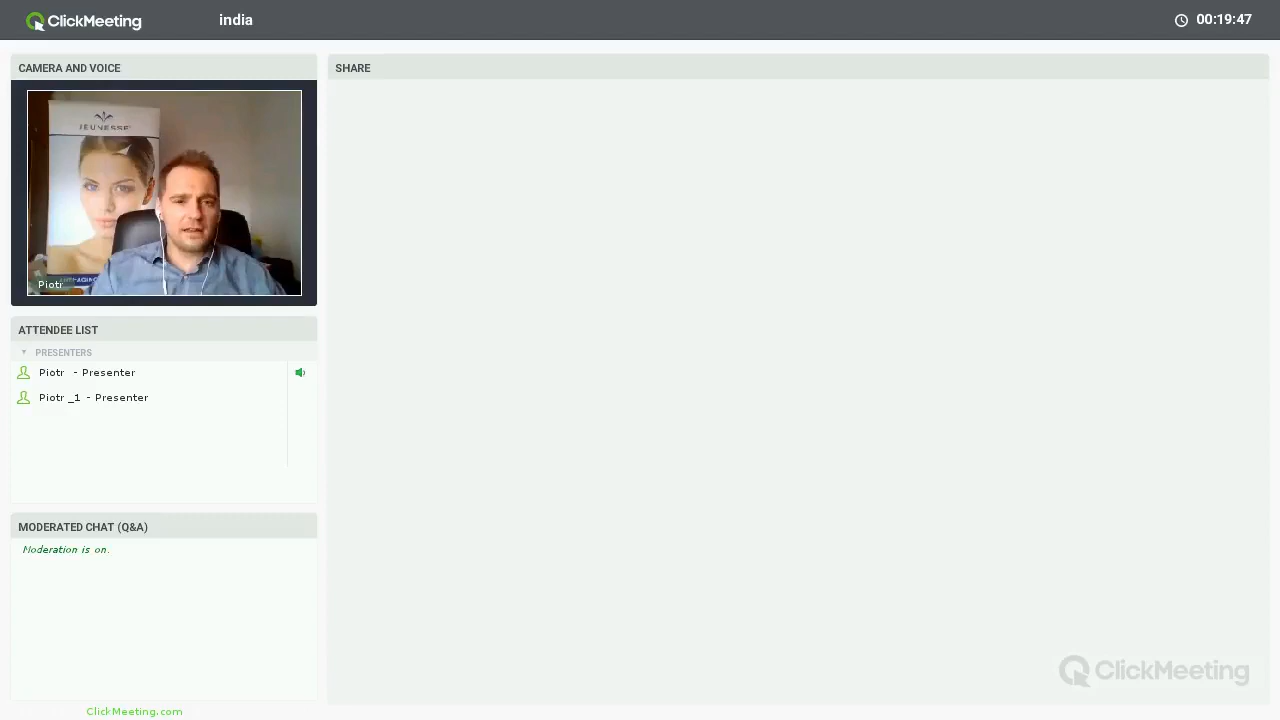 ClickMeeting
india
00:19:47
CAMERA AND VOICE
SHARE
JEUNESSE
Piotr
ATTENDEE LIST
PRESENTERS
Piotr - Presenter
Piotr _1 - Presenter
MODERATED CHAT (Q&A)
Moderation is on.
ClickMeeting
ClickMeeting.com